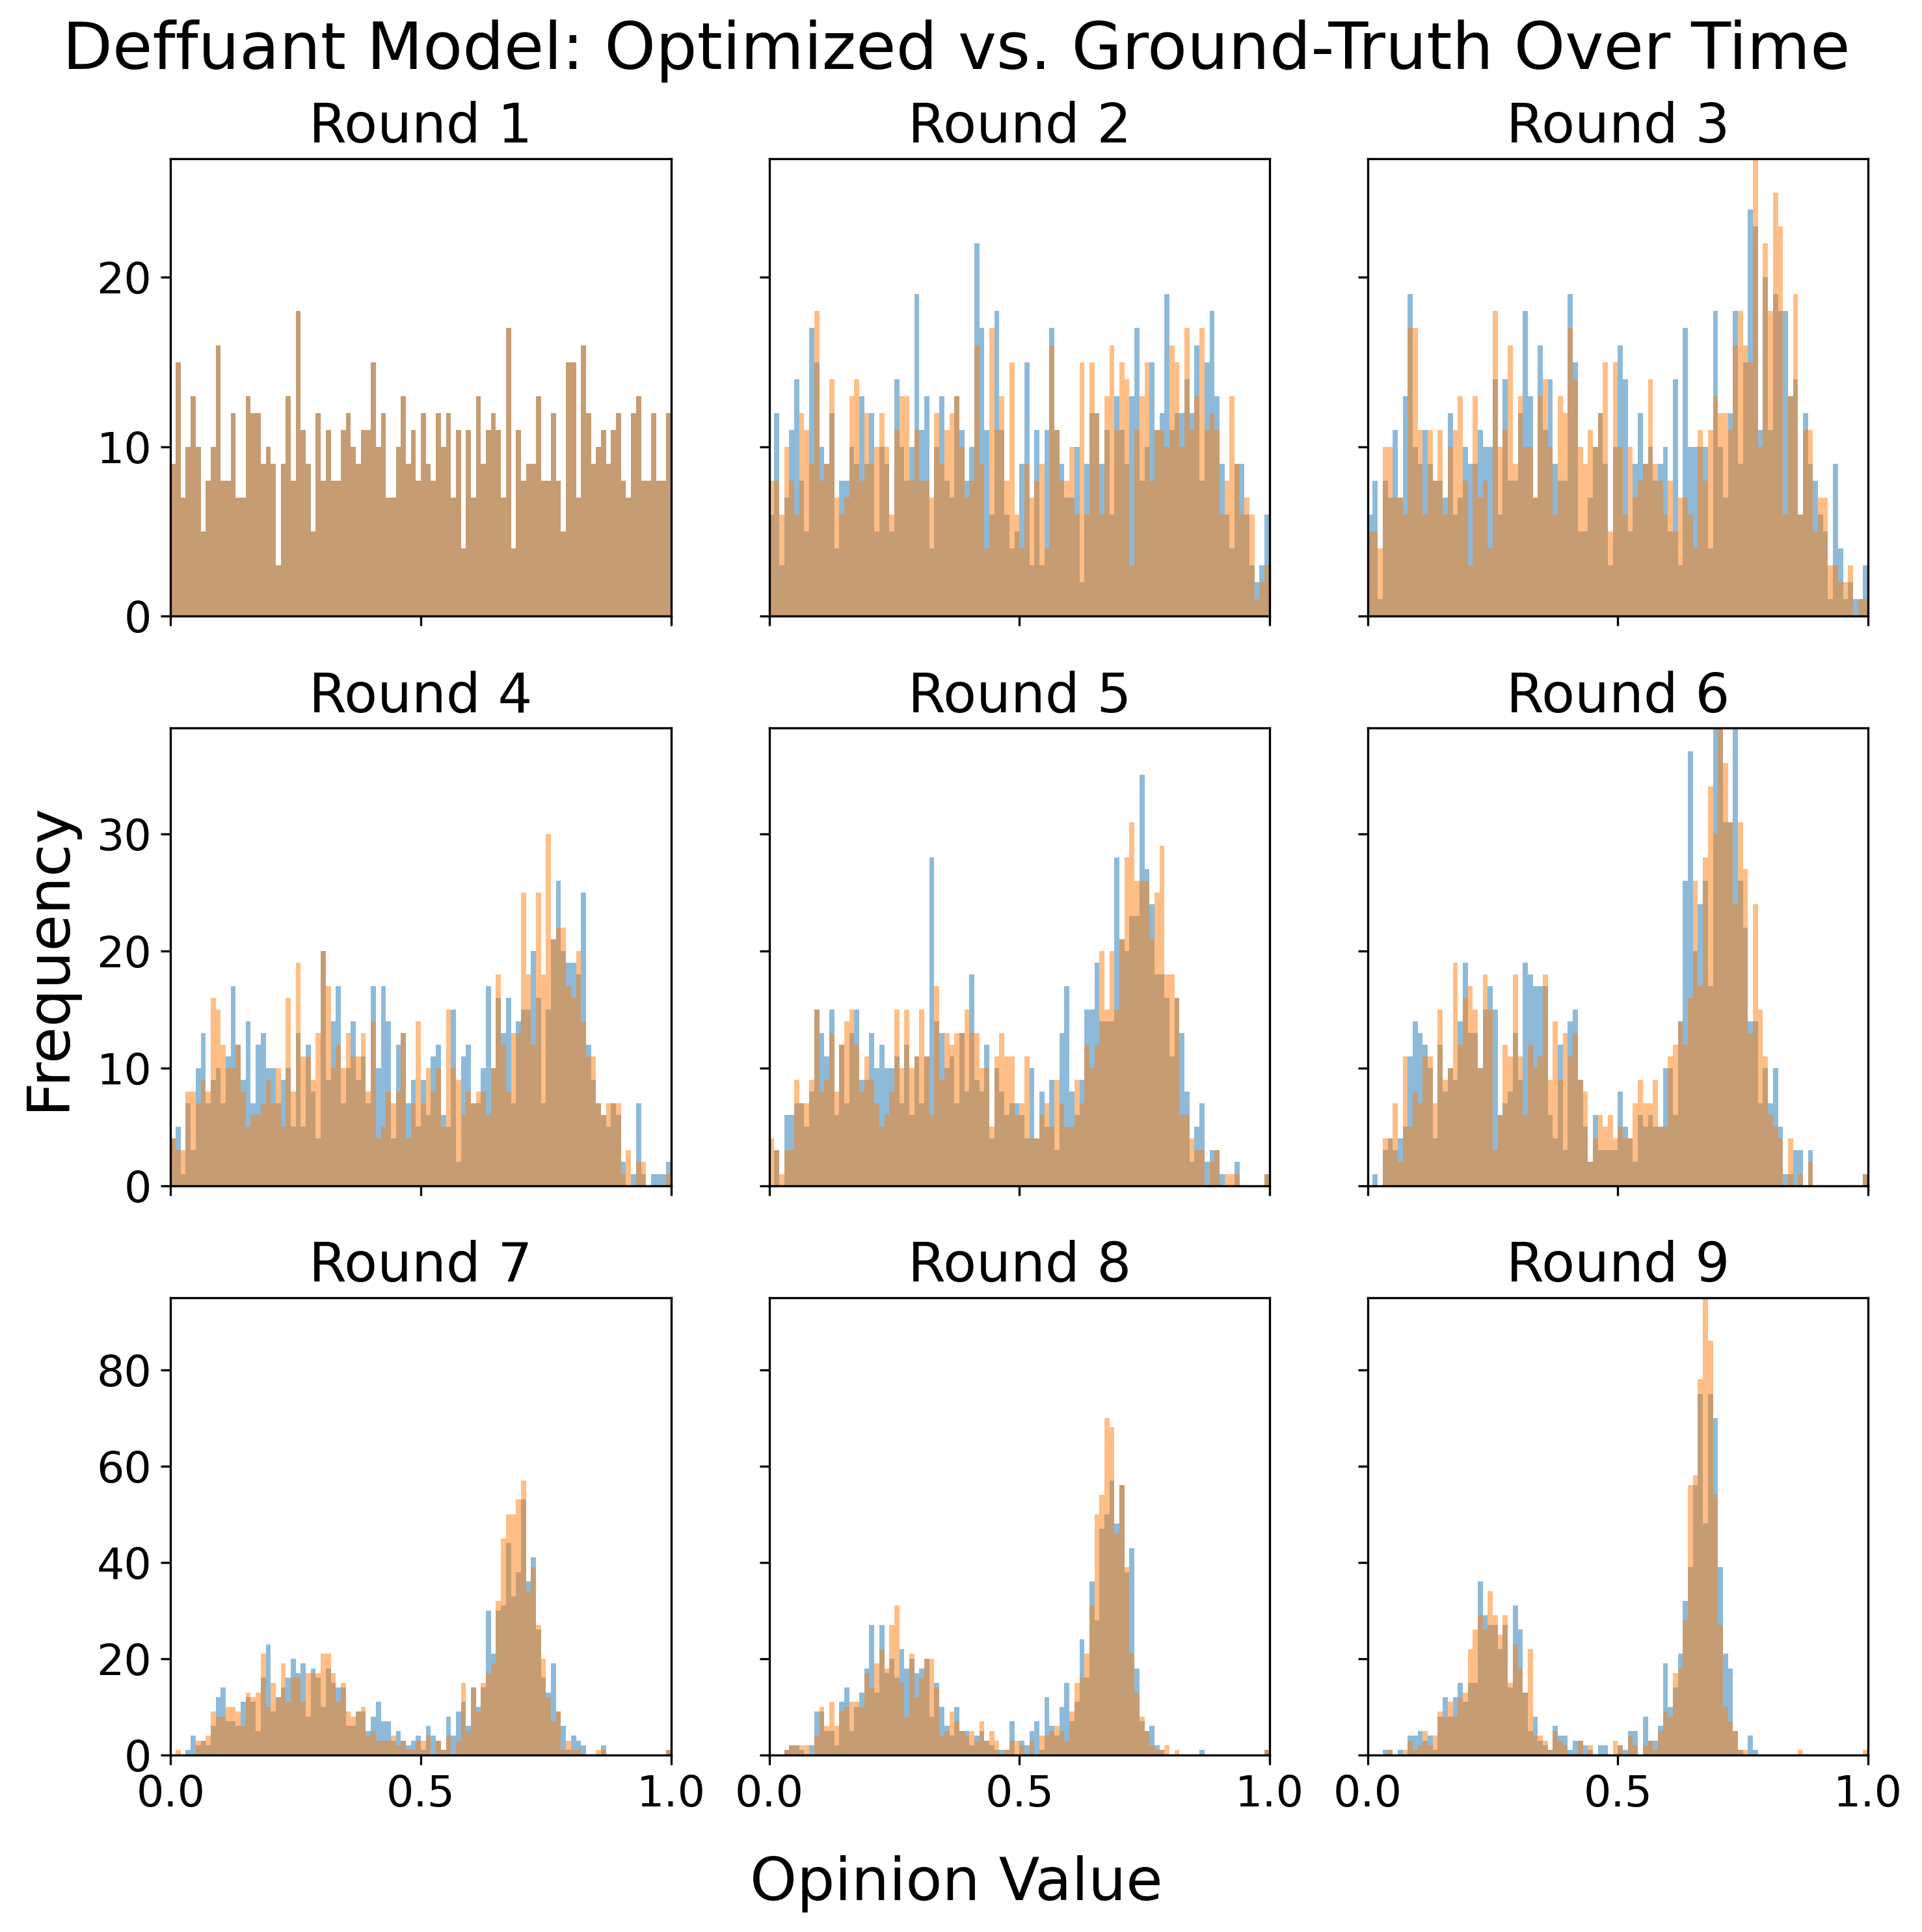 Deffuant Model: Optimized vs. Ground-Truth Over Time
Round 1
Round 2
Round 3
20
10
0
Round 4
Round 5
Round 6
30
20
10
0
Frequency
Round 7
Round 8
Round 9
80
60
40
20
0
0.0 0.5 1.0 0.0 0.5 1.0 0.0 0.5 1.0
Opinion Value